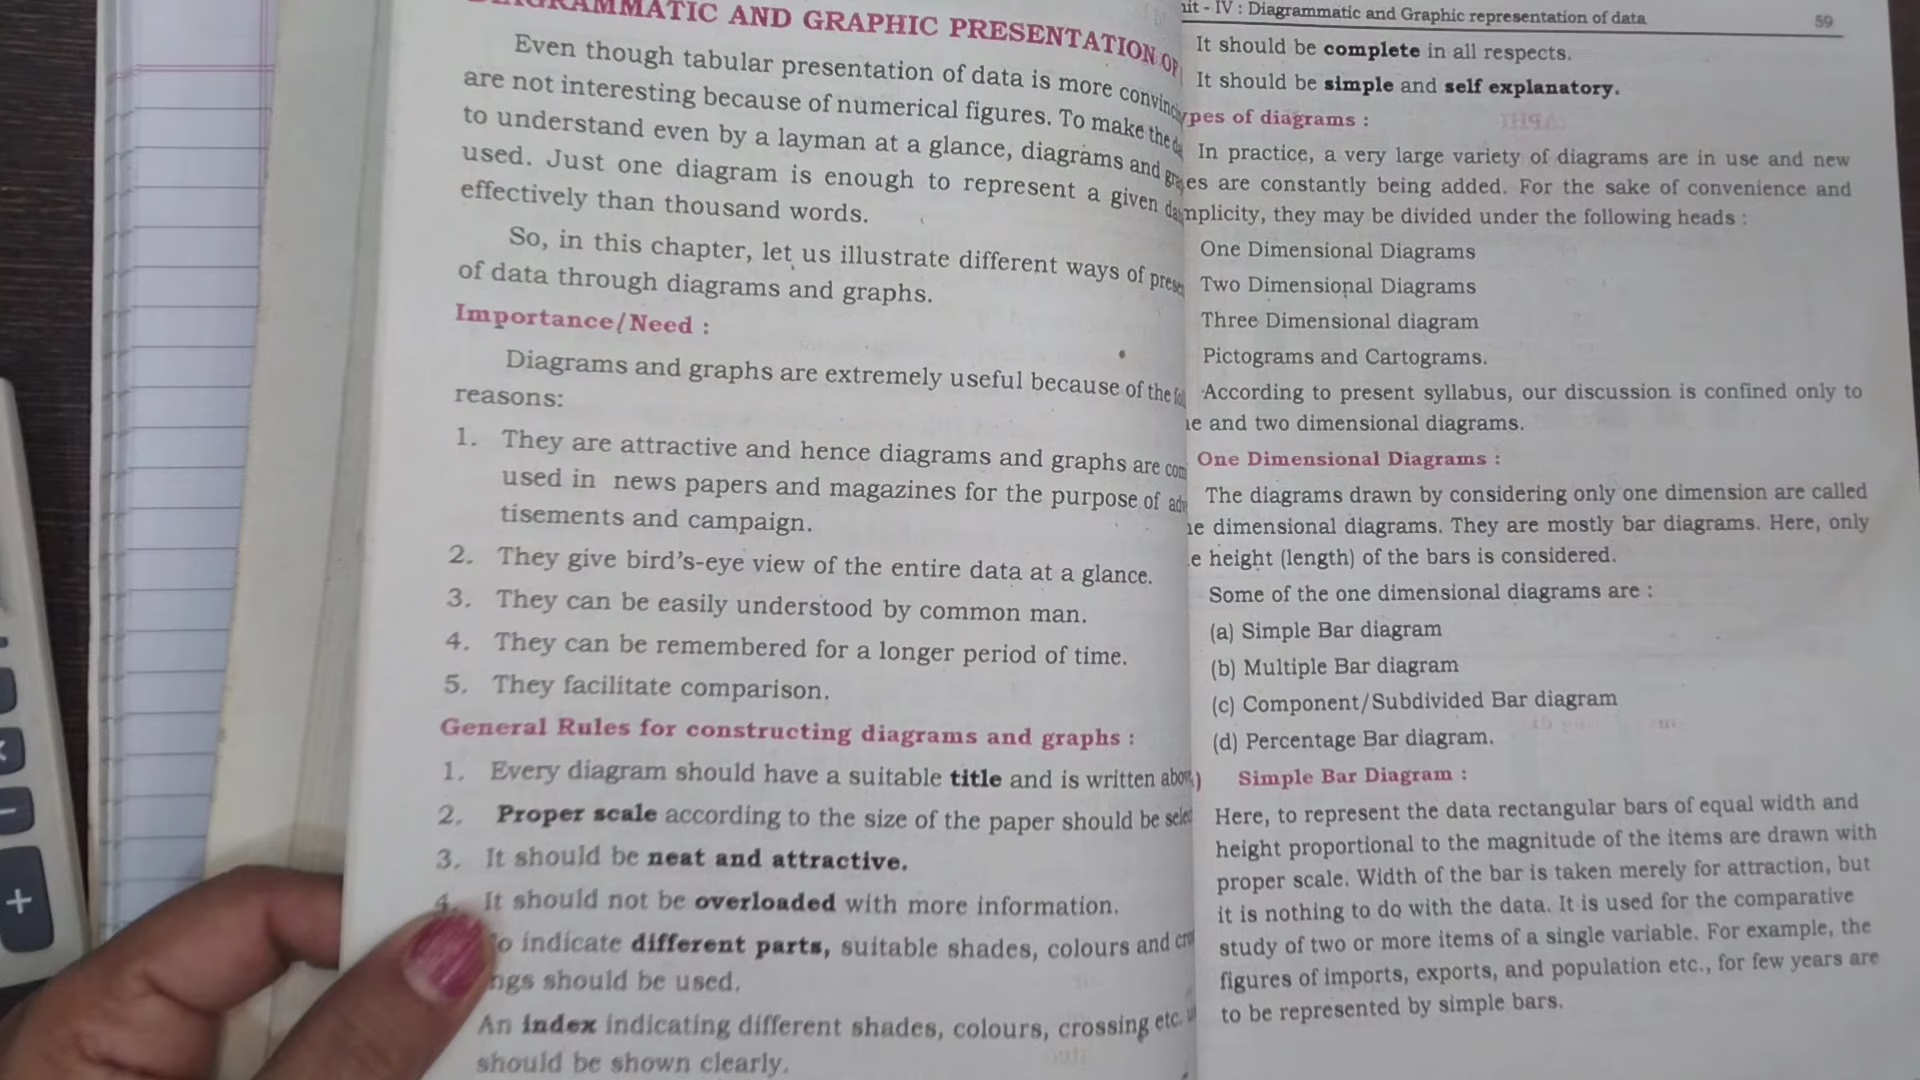 DIAGRAMMATIC AND GRAPHIC PRESENTATION OF
Even though tabular presentation of data is more
are not interesting because of numerical figures. To make the
to understand even by a layman at a glance, diagrams and
used. Just one diagram is enough to represent a given
effectively than thousand words.
So, in this chapter, let us illustrate different ways of
of data through diagrams and graphs.
Importance/Need :
Diagrams and graphs are extremely useful because of the
reasons:
1. They are attractive and hence diagrams and graphs are
used in news papers and magazines for the purpose of
tisements and campaign.
2. They give bird's-eye view of the entire data at a glance.
3. They can be easily understood by common man.
4. They can be remembered for a longer period of time.
5. They facilitate comparison.
General Rules for constructing diagrams and graphs :
1. Every diagram should have a suitable title and is written
2. Proper scale according to the size of the paper should be
3. It should be neat and attractive.
4. It should not be overloaded with more information.
indicate different parts, suitable shades, colours and
ngs should be used.
An index indicating different shades, colours, crossing etc.
should be shown clearly.
- IV : Diagrammatic and Graphic representation of data 59
It should be complete in all respects.
It should be simple and self explanatory.
ypes of diagrams :
In practice, a very large variety of diagrams are in use and new
es are constantly being added. For the sake of convenience and
mplicity, they may be divided under the following heads :
One Dimensional Diagrams
Two Dimensional Diagrams
Three Dimensional diagram
Pictograms and Cartograms.
According to present syllabus, our discussion is confined only to
e and two dimensional diagrams.
One Dimensional Diagrams :
The diagrams drawn by considering only one dimension are called
e dimensional diagrams. They are mostly bar diagrams. Here, only
e height (length) of the bars is considered.
Some of the one dimensional diagrams are :
(a) Simple Bar diagram
(b) Multiple Bar diagram
(c) Component/Subdivided Bar diagram
(d) Percentage Bar diagram.
) Simple Bar Diagram :
Here, to represent the data rectangular bars of equal width and
height proportional to the magnitude of the items are drawn with
proper scale. Width of the bar is taken merely for attraction, but
it is nothing to do with the data. It is used for the comparative
study of two or more items of a single variable. For example, the
figures of imports, exports, and population etc., for few years are
to be represented by simple bars.